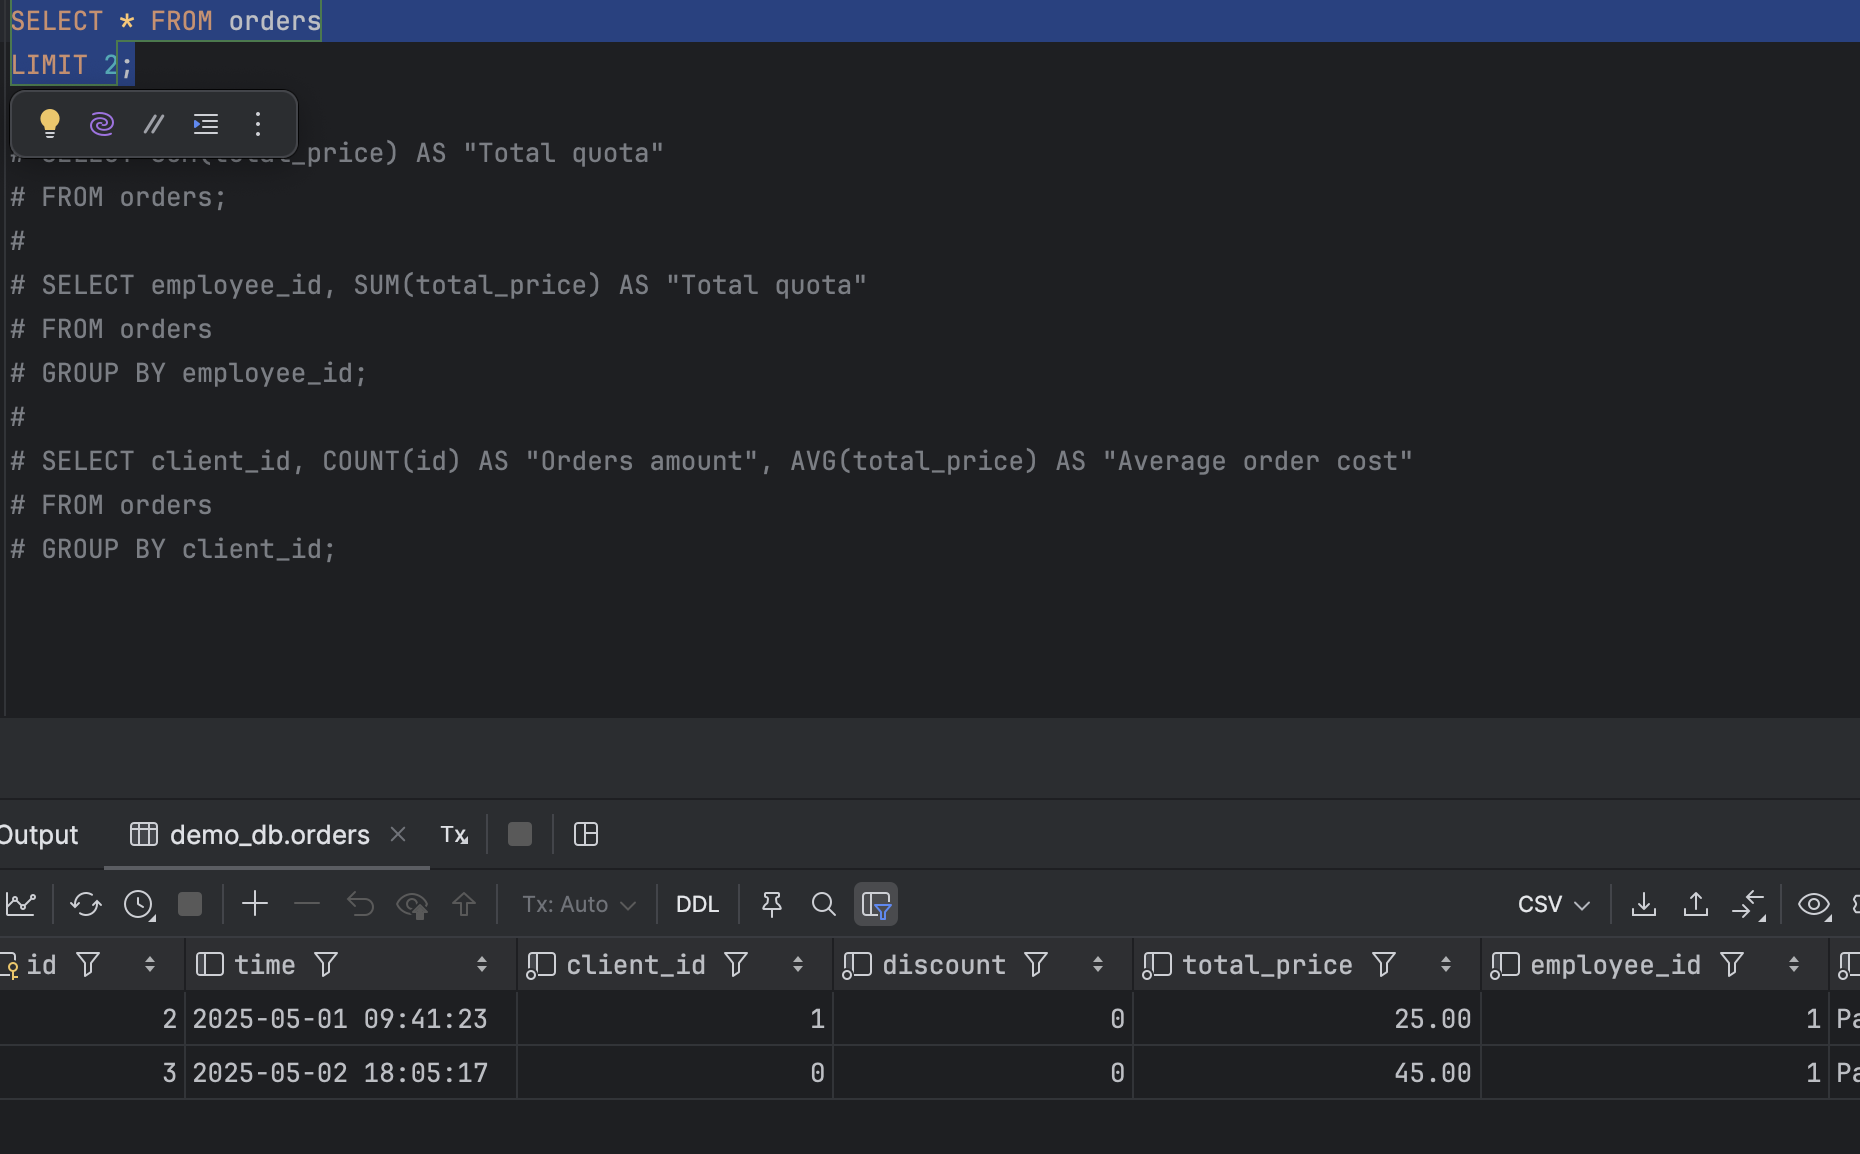 SELECT * FROM orders
LIMIT 2;
# SELECT SUM(total_price) AS "Total quota"
# FROM orders;
#
# SELECT employee_id, SUM(total_price) AS "Total quota"
# FROM orders
# GROUP BY employee_id;
#
# SELECT client_id, COUNT(id) AS "Orders amount", AVG(total_price) AS "Average order cost"
# FROM orders
# GROUP BY client_id;
Output demo_db.orders Tx
Tx: Auto DDL CSV
id time client_id discount total_price employee_id
2 2025-05-01 09:41:23 1 0 25.00 1 Pa
3 2025-05-02 18:05:17 0 0 45.00 1 Pa